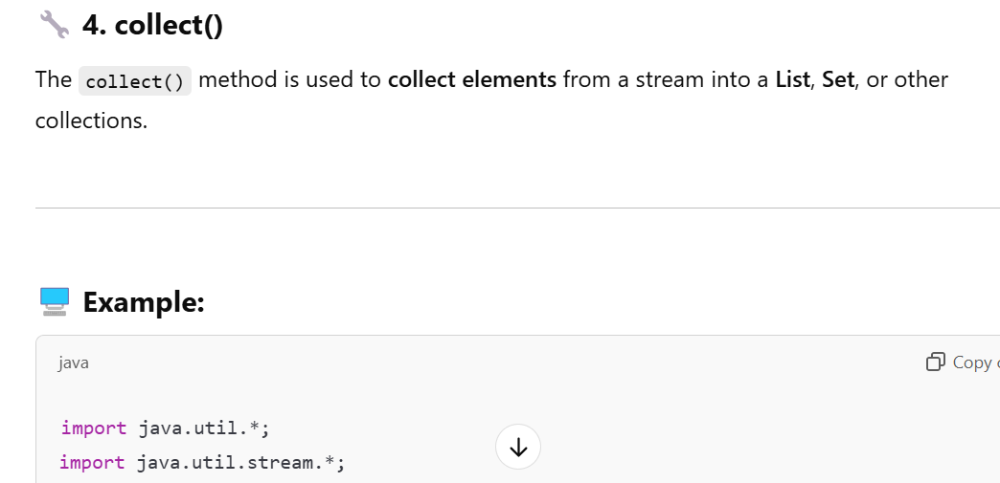 4. collect()
The collect() method is used to collect elements from a stream into a List, Set, or other
collections.
Example:
java
Copy
import java.util.*;
import java.util.stream.*;